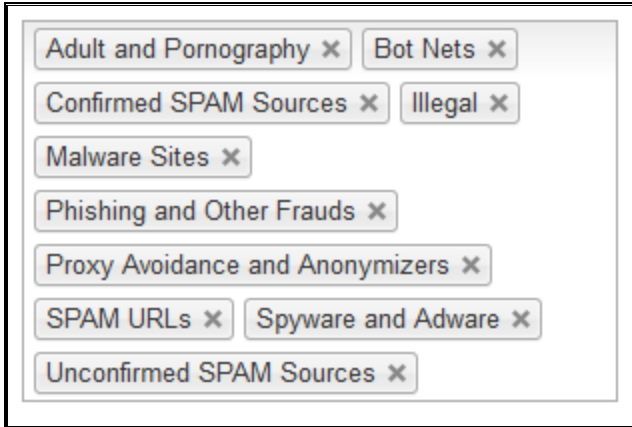 Adult and Pornography × Bot Nets ×
Confirmed SPAM Sources × Illegal ×
Malware Sites ×
Phishing and Other Frauds ×
Proxy Avoidance and Anonymizers ×
SPAM URLs × Spyware and Adware ×
Unconfirmed SPAM Sources ×